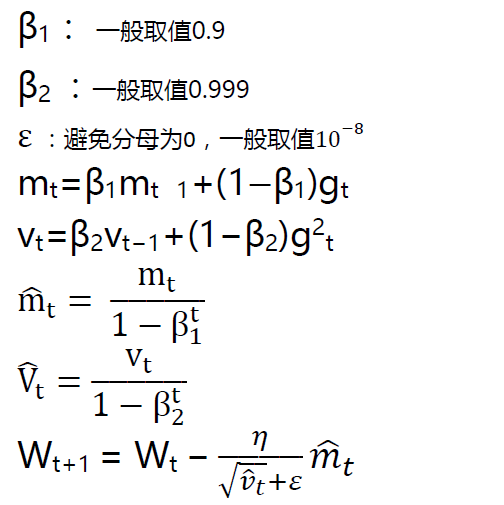 β₁： 一般取值0.9
β₂ ：一般取值0.999
ε ：避免分母为0，一般取值10⁻⁸
mₜ=β₁mₜ ₁+(1−β₁)gₜ
vₜ=β₂vₜ₋₁+(1−β₂)g²ₜ
m̂ₜ = mₜ / (1 − β₁ᵗ)
V̂ₜ = vₜ / (1 − β₂ᵗ)
Wₜ₊₁ = Wₜ − η / (√v̂ₜ+ε) m̂ₜ